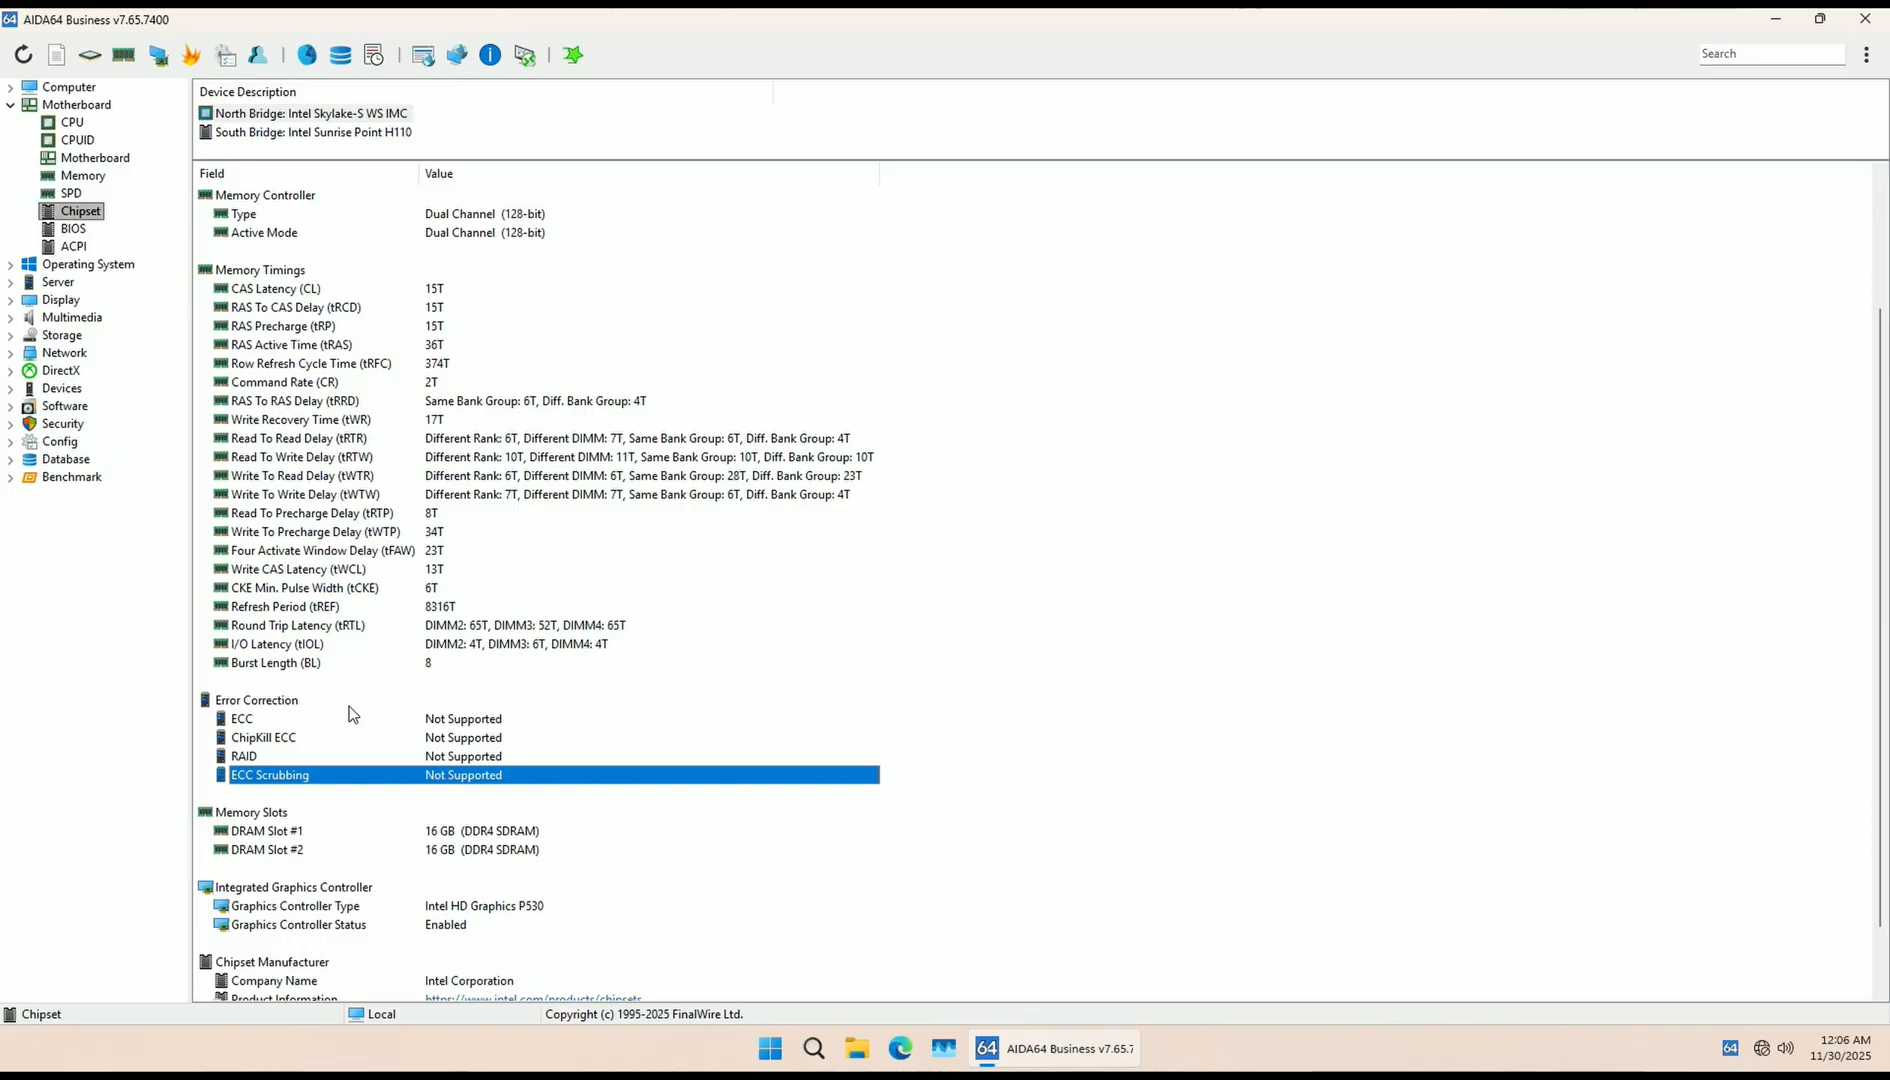 AIDA64 Business v7.65.7400
Search
Computer
Motherboard
CPU
CPUID
Motherboard
Memory
SPD
Chipset
BIOS
ACPI
Operating System
Server
Display
Multimedia
Storage
Network
DirectX
Devices
Software
Security
Config
Database
Benchmark
Device Description
North Bridge: Intel Skylake-S WS IMC
South Bridge: Intel Sunrise Point H110
Field Value
Memory Controller
Type Dual Channel (128-bit)
Active Mode Dual Channel (128-bit)
Memory Timings
CAS Latency (CL) 15T
RAS To CAS Delay (tRCD) 15T
RAS Precharge (tRP) 15T
RAS Active Time (tRAS) 36T
Row Refresh Cycle Time (tRFC) 374T
Command Rate (CR) 2T
RAS To RAS Delay (tRRD) Same Bank Group: 6T, Diff. Bank Group: 4T
Write Recovery Time (tWR) 17T
Read To Read Delay (tRTR) Different Rank: 6T, Different DIMM: 7T, Same Bank Group: 6T, Diff. Bank Group: 4T
Read To Write Delay (tRTW) Different Rank: 10T, Different DIMM: 11T, Same Bank Group: 10T, Diff. Bank Group: 10T
Write To Read Delay (tWTR) Different Rank: 6T, Different DIMM: 6T, Same Bank Group: 28T, Diff. Bank Group: 23T
Write To Write Delay (tWTW) Different Rank: 7T, Different DIMM: 7T, Same Bank Group: 6T, Diff. Bank Group: 4T
Read To Precharge Delay (tRTP) 8T
Write To Precharge Delay (tWTP) 34T
Four Activate Window Delay (tFAW) 23T
Write CAS Latency (tWCL) 13T
CKE Min. Pulse Width (tCKE) 6T
Refresh Period (tREF) 8316T
Round Trip Latency (tRTL) DIMM2: 65T, DIMM3: 52T, DIMM4: 65T
I/O Latency (tIOL) DIMM2: 4T, DIMM3: 6T, DIMM4: 4T
Burst Length (BL) 8
Error Correction
ECC Not Supported
ChipKill ECC Not Supported
RAID Not Supported
ECC Scrubbing Not Supported
Memory Slots
DRAM Slot #1 16 GB (DDR4 SDRAM)
DRAM Slot #2 16 GB (DDR4 SDRAM)
Integrated Graphics Controller
Graphics Controller Type Intel HD Graphics P530
Graphics Controller Status Enabled
Chipset Manufacturer
Company Name Intel Corporation
Product Information https://www.intel.com/products/chipsets
Chipset Local Copyright (c) 1995-2025 FinalWire Ltd.
64 AIDA64 Business v7.65.7
64
12:06 AM
11/30/2025